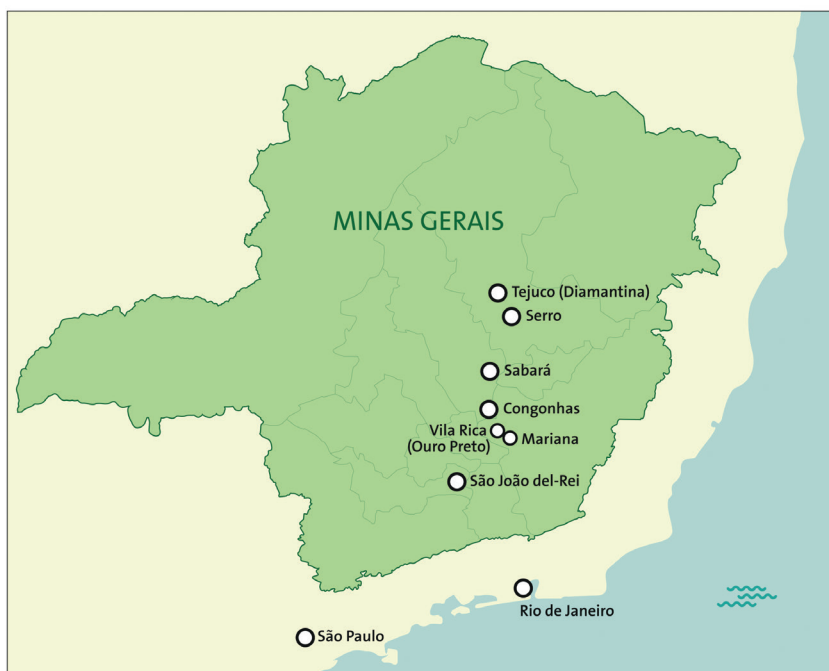 MINAS GERAIS
Tejuco (Diamantina)
Serro
Sabará
Congonhas
Vila Rica
(Ouro Preto)
Mariana
São João del-Rei
Rio de Janeiro
São Paulo